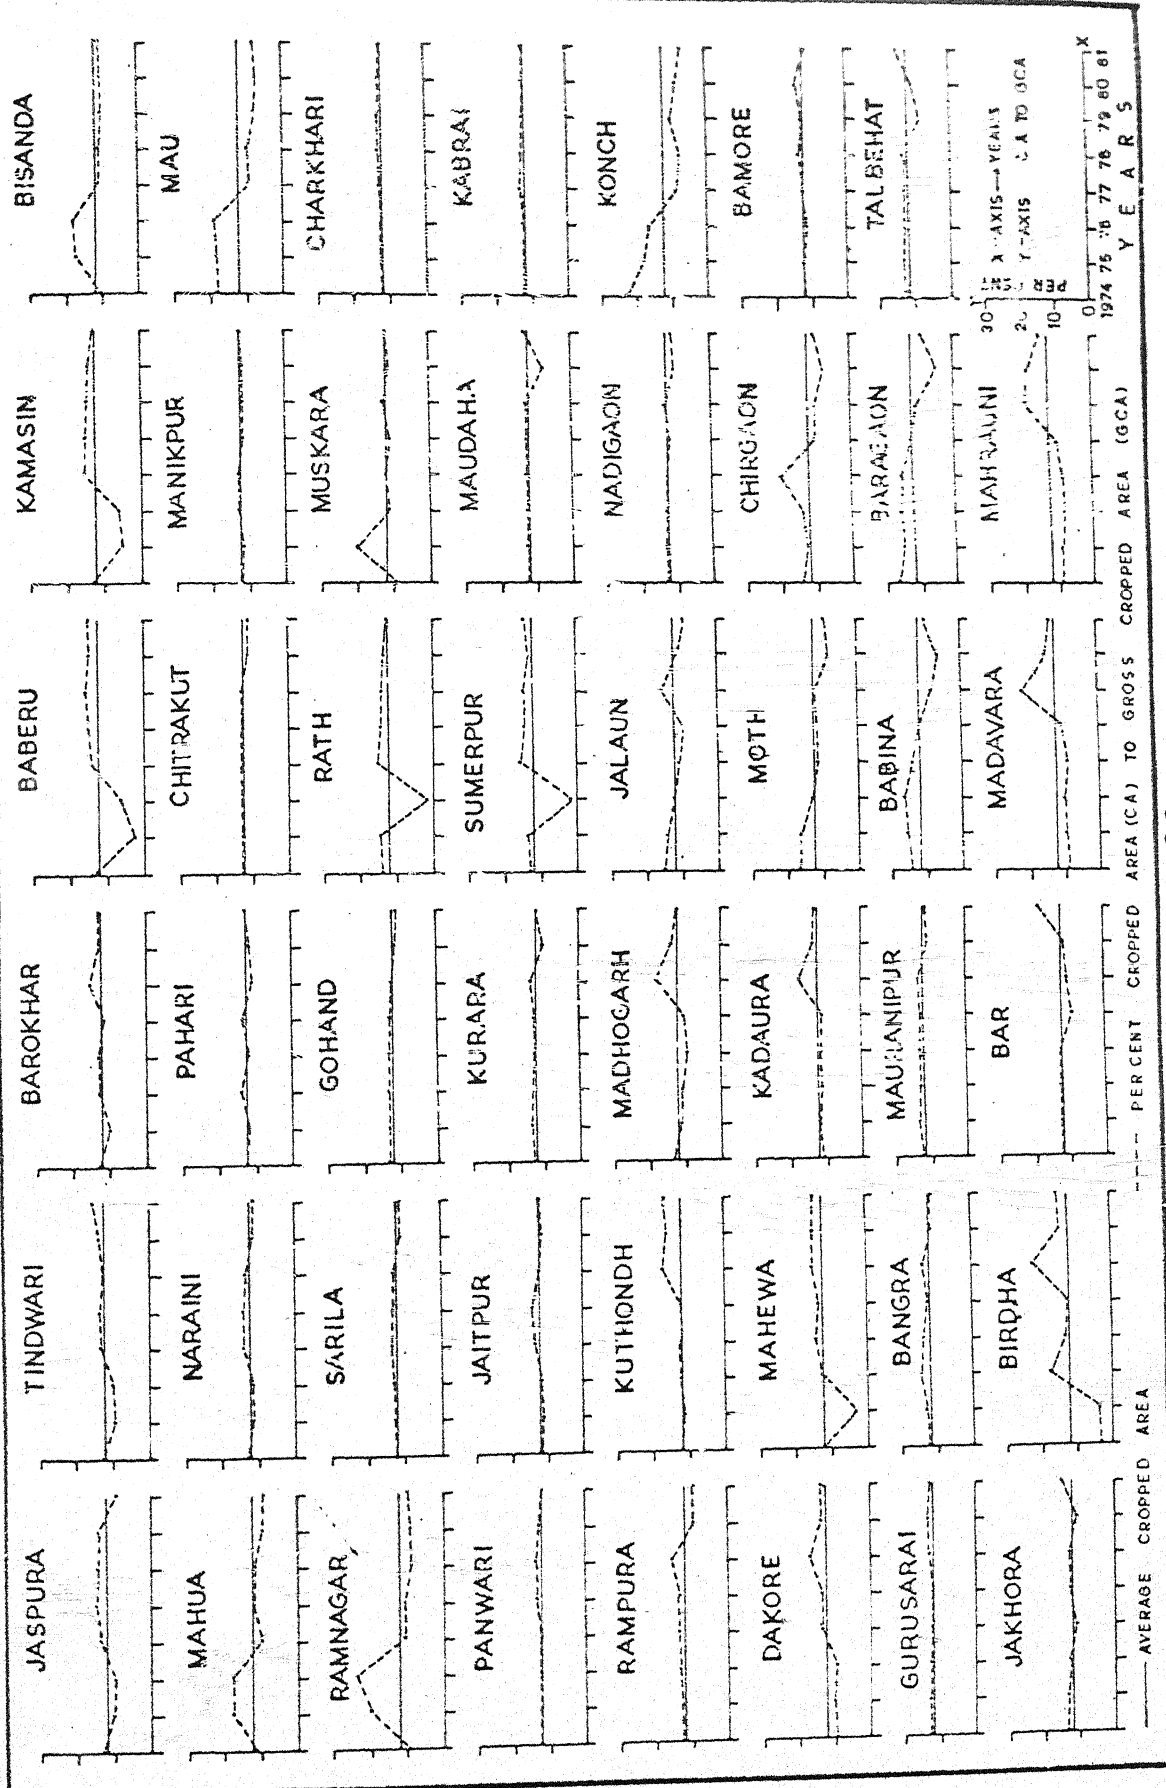 JASPURA TINDWARI BAROKHAR BABERU KAMASIN BISANDA
MAHUA NARAINI PAHARI CHITRAKUT MANIKPUR MAU
RAMNAGAR SARILA GOHAND RATH MUSKARA CHARKHARI
PANWARI JAITPUR KURARA SUMERPUR MAUDAHA KABRAI
RAMPURA KUTHONDH MADHOGARH JALAUN NADIGAON KONCH
DAKORE MAHEWA KADAURA MOTH CHIRGAON BAMORE
GURUSARAI BANGRA MAURANIPUR BABINA BARAGAON TALBEHAT
JAKHORA BIRDHA BAR MADAVARA MAHRAUNI
X-AXIS → YEARS
Y-AXIS CA TO GCA
PER CENT
30
20
10
0
X
1974 75 76 77 78 79 80 81
YEARS
AVERAGE CROPPED AREA PER CENT CROPPED AREA (CA) TO GROSS CROPPED AREA (GCA)